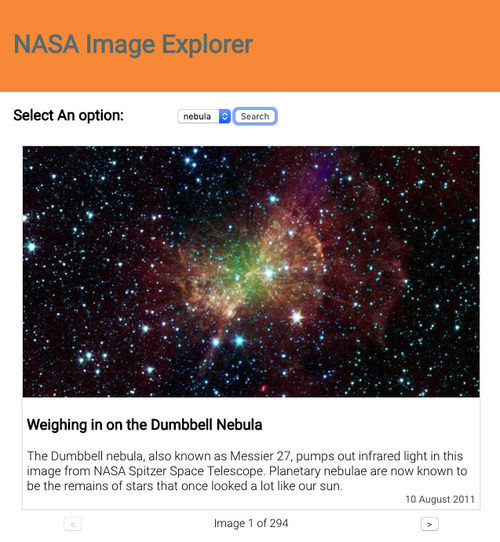 NASA Image Explorer
Select An option: nebula Search
Weighing in on the Dumbbell Nebula
The Dumbbell nebula, also known as Messier 27, pumps out infrared light in this
image from NASA Spitzer Space Telescope. Planetary nebulae are now known to
be the remains of stars that once looked a lot like our sun.
10 August 2011
< Image 1 of 294 >